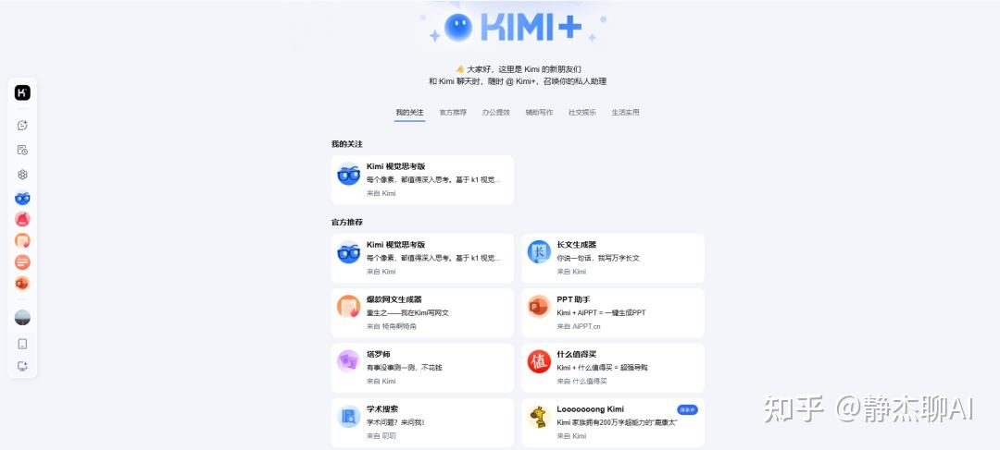 KIMI+
👋 大家好，这里是 Kimi 的新朋友们
和 Kimi 聊天时，随时 @ Kimi+，召唤你的私人助理
我的关注 官方推荐 办公提效 辅助写作 社交娱乐 生活实用
我的关注
Kimi 视觉思考版
每个像素，都值得深入思考。基于 k1 视觉...
来自 Kimi
官方推荐
Kimi 视觉思考版
每个像素，都值得深入思考。基于 k1 视觉...
来自 Kimi
长
长文生成器
你说一句话，我写万字长文
来自 Kimi
爆款网文生成器
重生之——我在Kimi写网文
来自 犄角啊犄角
P
PPT 助手
Kimi + AiPPT = 一键生成PPT
来自 AiPPT.cn
塔罗师
有事没事测一测，不花钱
来自 Kimi
值
什么值得买
Kimi + 什么值得买 = 超强导购
来自 什么值得买
学术搜索
学术问题？来问我！
来自 叨叨
Looooooong Kimi
排队中
Kimi 家族拥有200万字超能力的“鹿康太”
来自 Kimi
K
知乎 @静杰聊AI